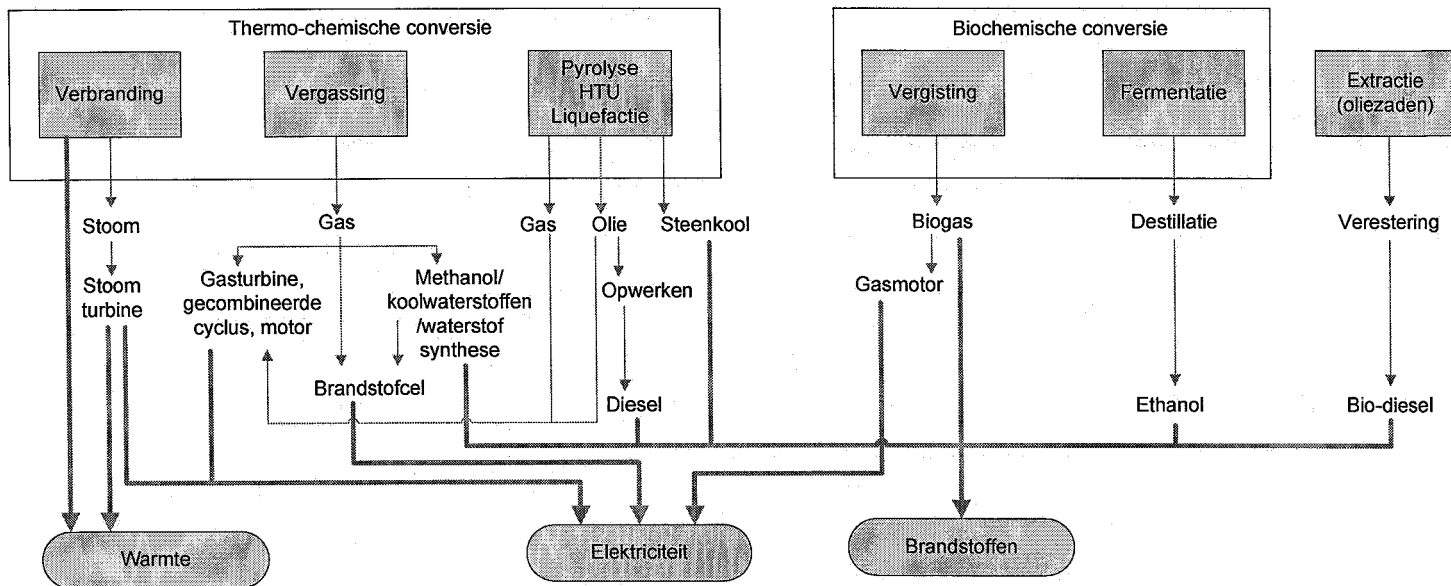 Thermo-chemische conversie
Biochemische conversie
Verbranding
Vergassing
Pyrolyse
HTU
Liquefactie
Vergisting
Fermentatie
Extractie
(oliezaden)
Stoom
Gas
Gas
Olie
Steenkool
Biogas
Destillatie
Verestering
Stoom
turbine
Gasturbine,
gecombineerde
cyclus, motor
Methanol/
koolwaterstoffen
/waterstof
synthese
Opwerken
Gasmotor
Brandstofcel
Diesel
Ethanol
Bio-diesel
Warmte
Elektriciteit
Brandstoffen